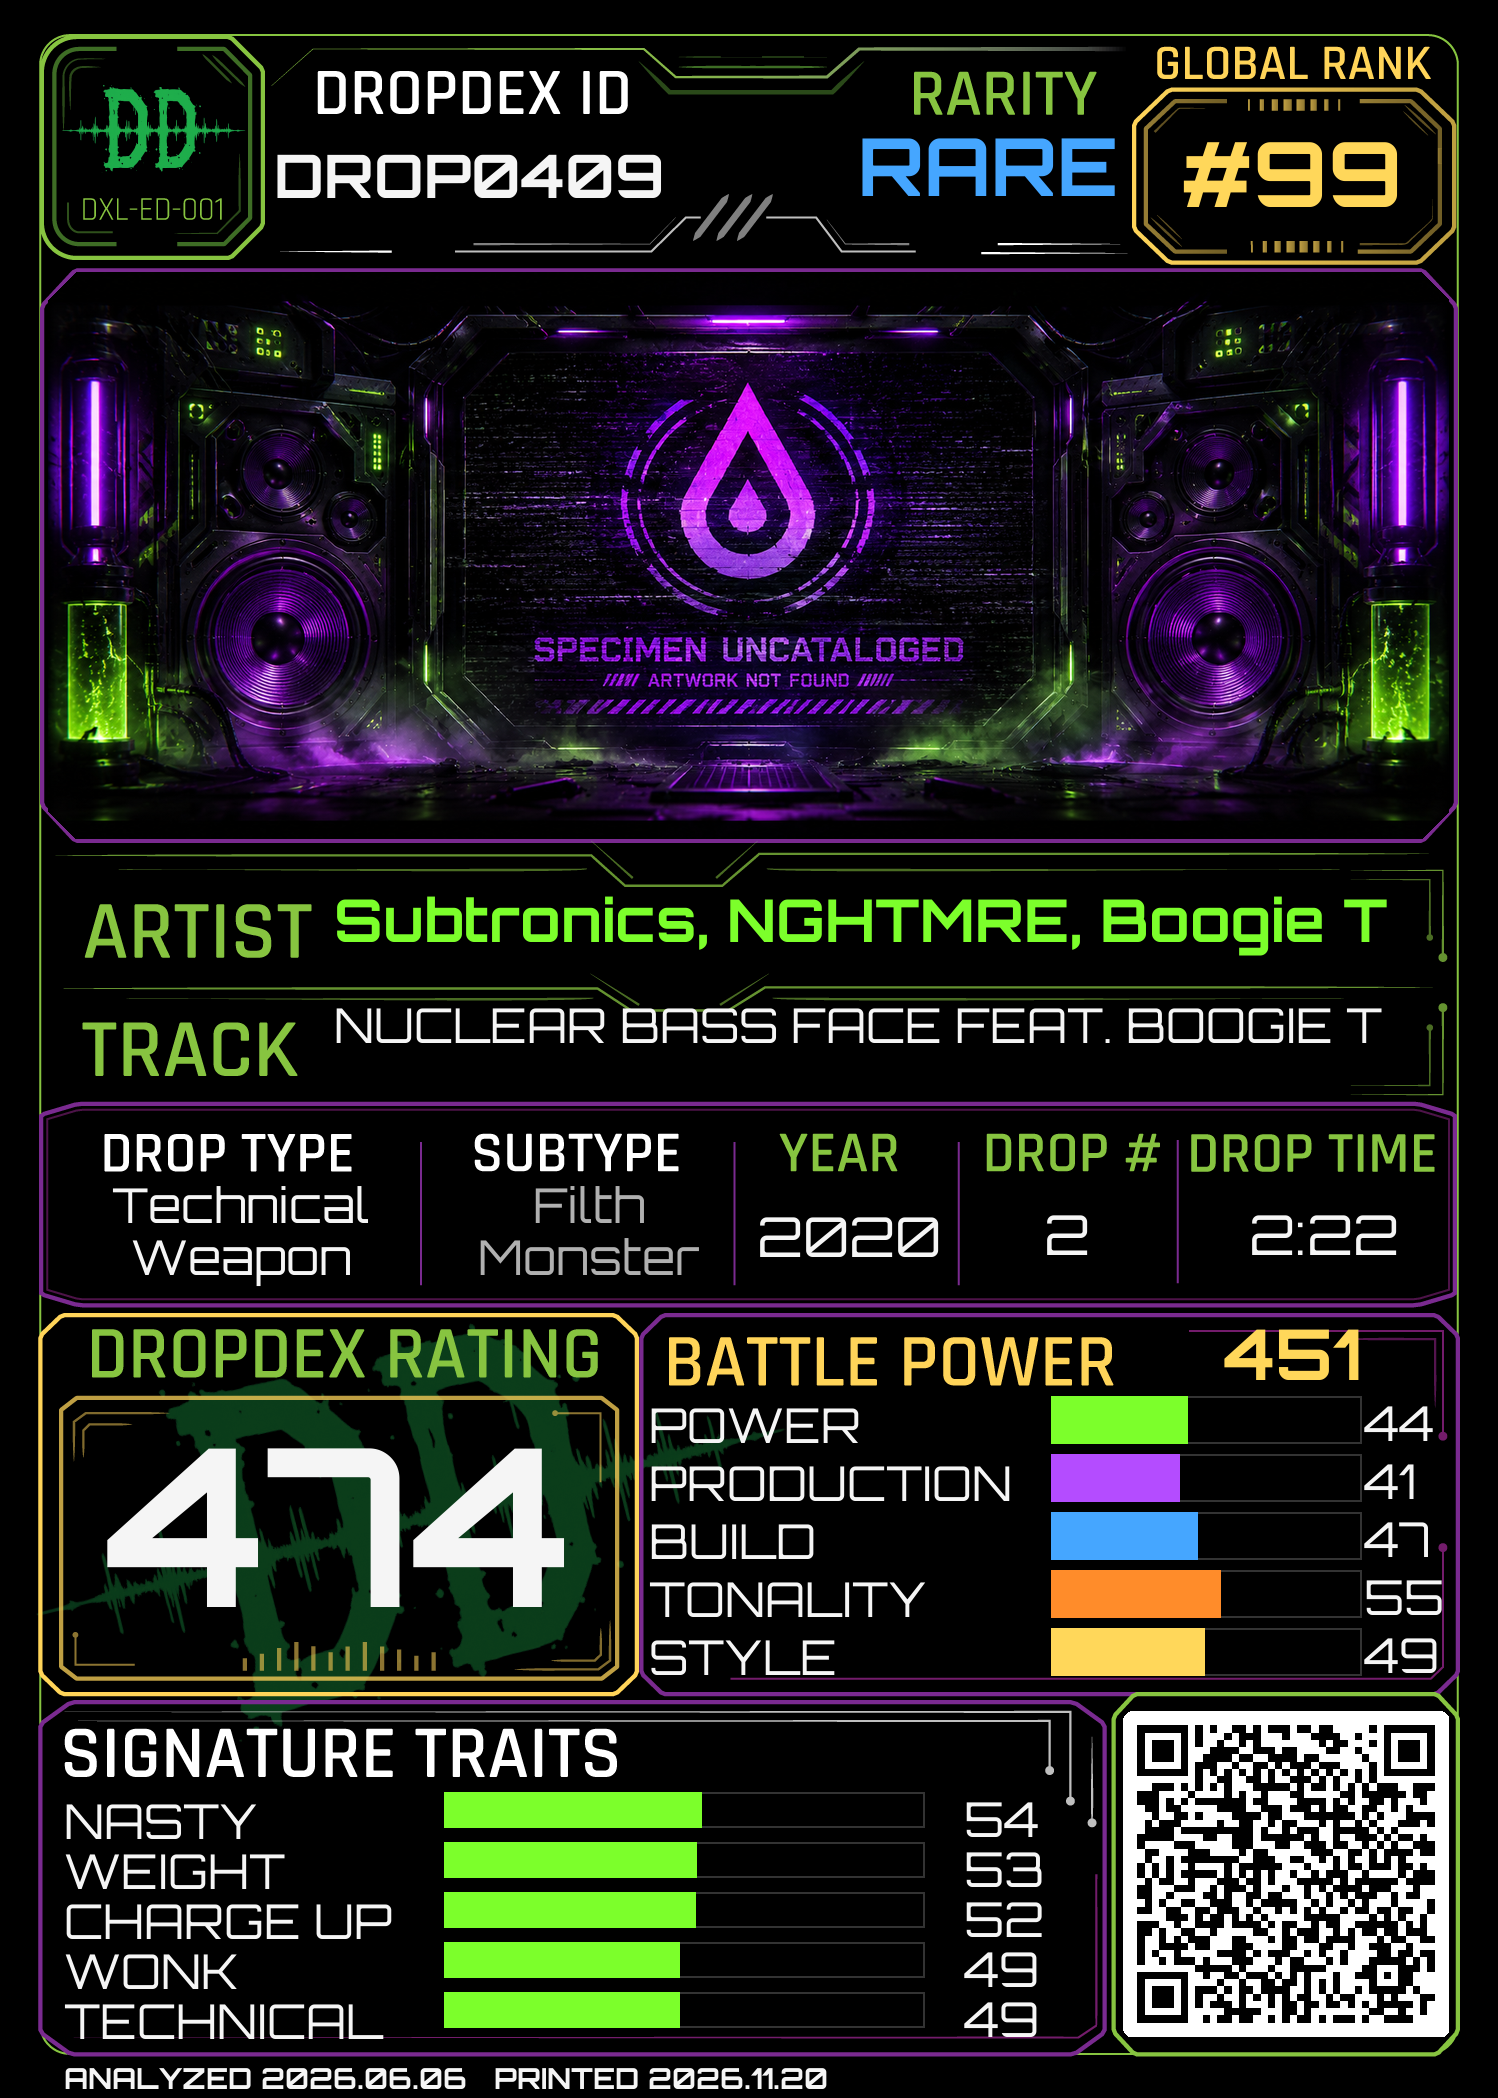 DD
DXL-ED-001
DROPDEX ID
DROP0409
RARITY
RARE
GLOBAL RANK
#99
SPECIMEN UNCATALOGED
///// ARTWORK NOT FOUND /////
ARTIST Subtronics, NGHTMRE, Boogie T
TRACK NUCLEAR BASS FACE FEAT. BOOGIE T
DROP TYPE
Technical
Weapon
SUBTYPE
Filth
Monster
YEAR
2020
DROP #
2
DROP TIME
2:22
DROPDEX RATING
474
BATTLE POWER 451
POWER 44
PRODUCTION 41
BUILD 47
TONALITY 55
STYLE 49
SIGNATURE TRAITS
NASTY 54
WEIGHT 53
CHARGE UP 52
WONK 49
TECHNICAL 49
ANALYZED 2026.06.06 PRINTED 2026.11.20